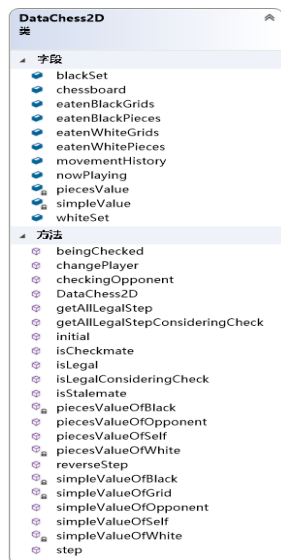 DataChess2D
类
字段
blackSet
chessboard
eatenBlackGrids
eatenBlackPieces
eatenWhiteGrids
eatenWhitePieces
movementHistory
nowPlaying
piecesValue
simpleValue
whiteSet
方法
beingChecked
changePlayer
checkingOpponent
DataChess2D
getAllLegalStep
getAllLegalStepConsideringCheck
initial
isCheckmate
isLegal
isLegalConsideringCheck
isStalemate
piecesValueOfBlack
piecesValueOfOpponent
piecesValueOfSelf
piecesValueOfWhite
reverseStep
simpleValueOfBlack
simpleValueOfGrid
simpleValueOfOpponent
simpleValueOfSelf
simpleValueOfWhite
step